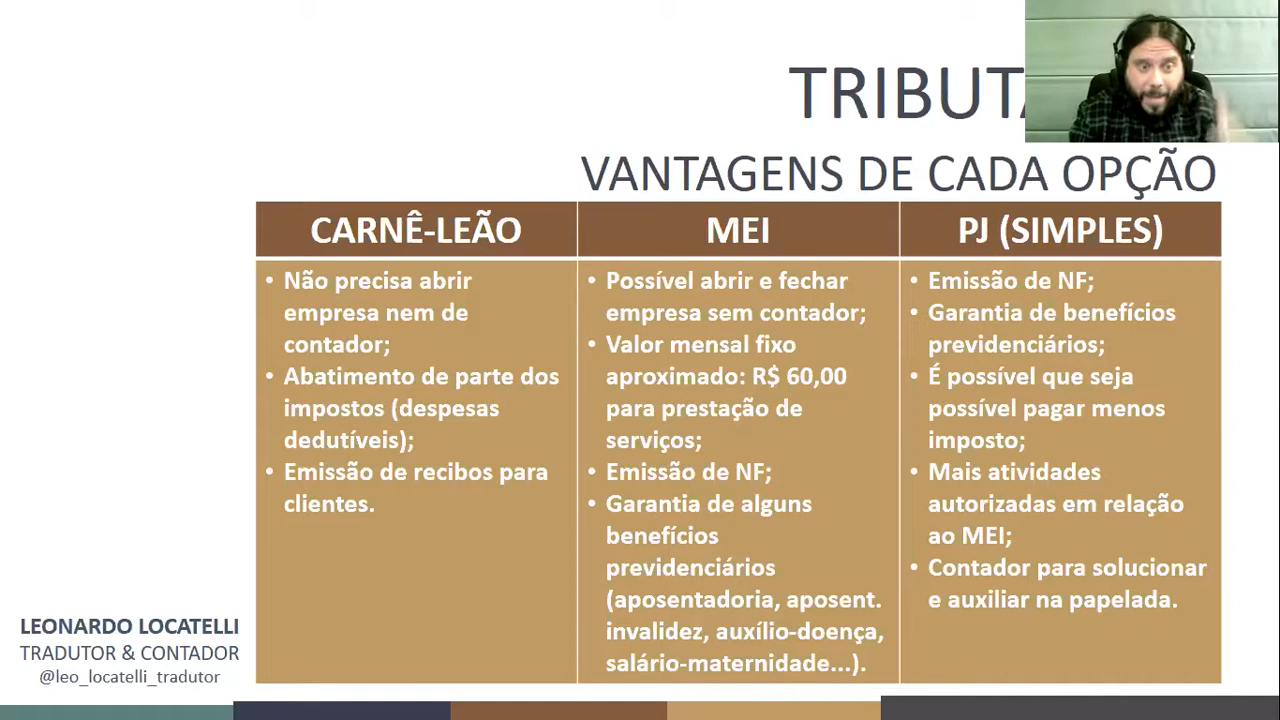 TRIBUTA
VANTAGENS DE CADA OPÇÃO
CARNÊ-LEÃO
• Não precisa abrir
empresa nem de
contador;
• Abatimento de parte dos
impostos (despesas
dedutíveis);
• Emissão de recibos para
clientes.
MEI
• Possível abrir e fechar
empresa sem contador;
• Valor mensal fixo
aproximado: R$ 60,00
para prestação de
serviços;
• Emissão de NF;
• Garantia de alguns
benefícios
previdenciários
(aposentadoria, aposent.
invalidez, auxílio-doença,
salário-maternidade...).
PJ (SIMPLES)
• Emissão de NF;
• Garantia de benefícios
previdenciários;
• É possível que seja
possível pagar menos
imposto;
• Mais atividades
autorizadas em relação
ao MEI;
• Contador para solucionar
e auxiliar na papelada.
LEONARDO LOCATELLI
TRADUTOR & CONTADOR
@leo_locatelli_tradutor